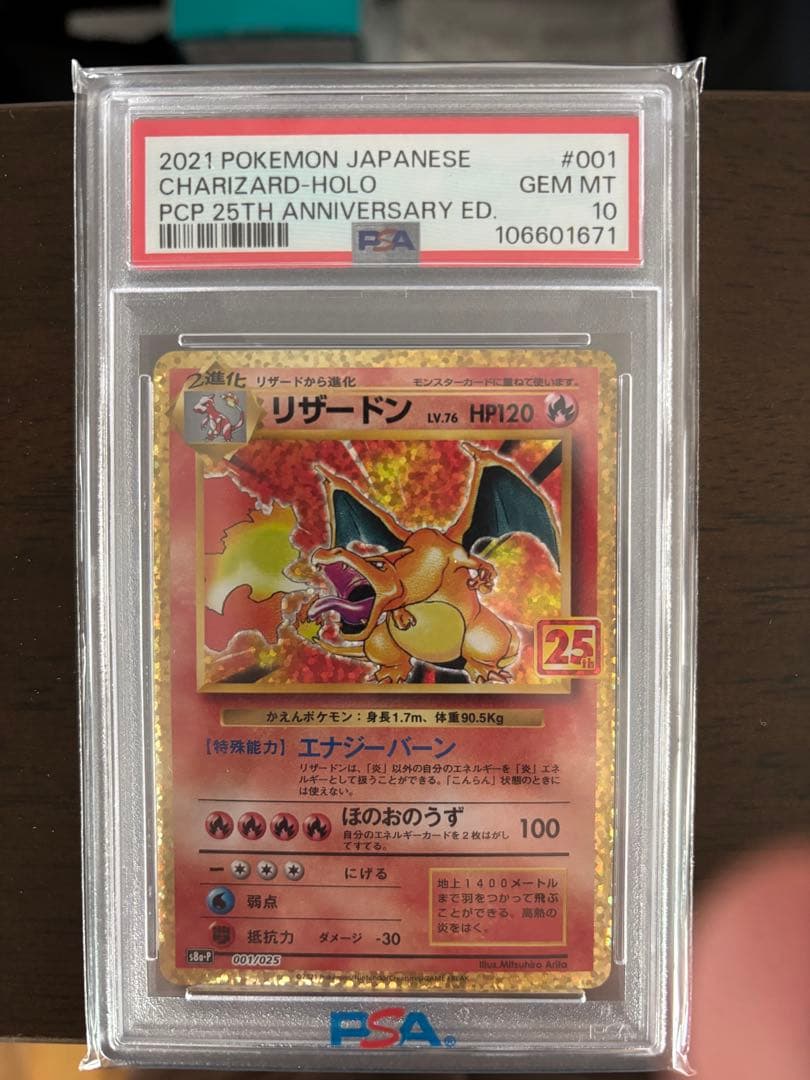 2021 POKEMON JAPANESE #001
CHARIZARD-HOLO GEM MT
PCP 25TH ANNIVERSARY ED. 10
PSA 106601671
2進化 リザードから進化 モンスターカードに重ねて使います。
リザードン LV.76 HP120
25th
かえんポケモン：身長1.7m、体重90.5Kg
【特殊能力】エナジーバーン
リザードンは、「炎」以外の自分のエネルギーを「炎」エネ
ルギーとして扱うことができる。「こんらん」状態のときに
は使えない。
ほのおのうず 100
自分のエネルギーカードを2枚はがし
てすてる。
にげる
弱点
抵抗力 ダメージ -30
地上1400メートル
まで羽をつかって飛ぶ
ことができる。高熱の
炎をはく。
s8a-P 001/025
Illus.Mitsuhiro Arita
©2021 Pokémon/Nintendo/Creatures/GAME FREAK.
PSA®